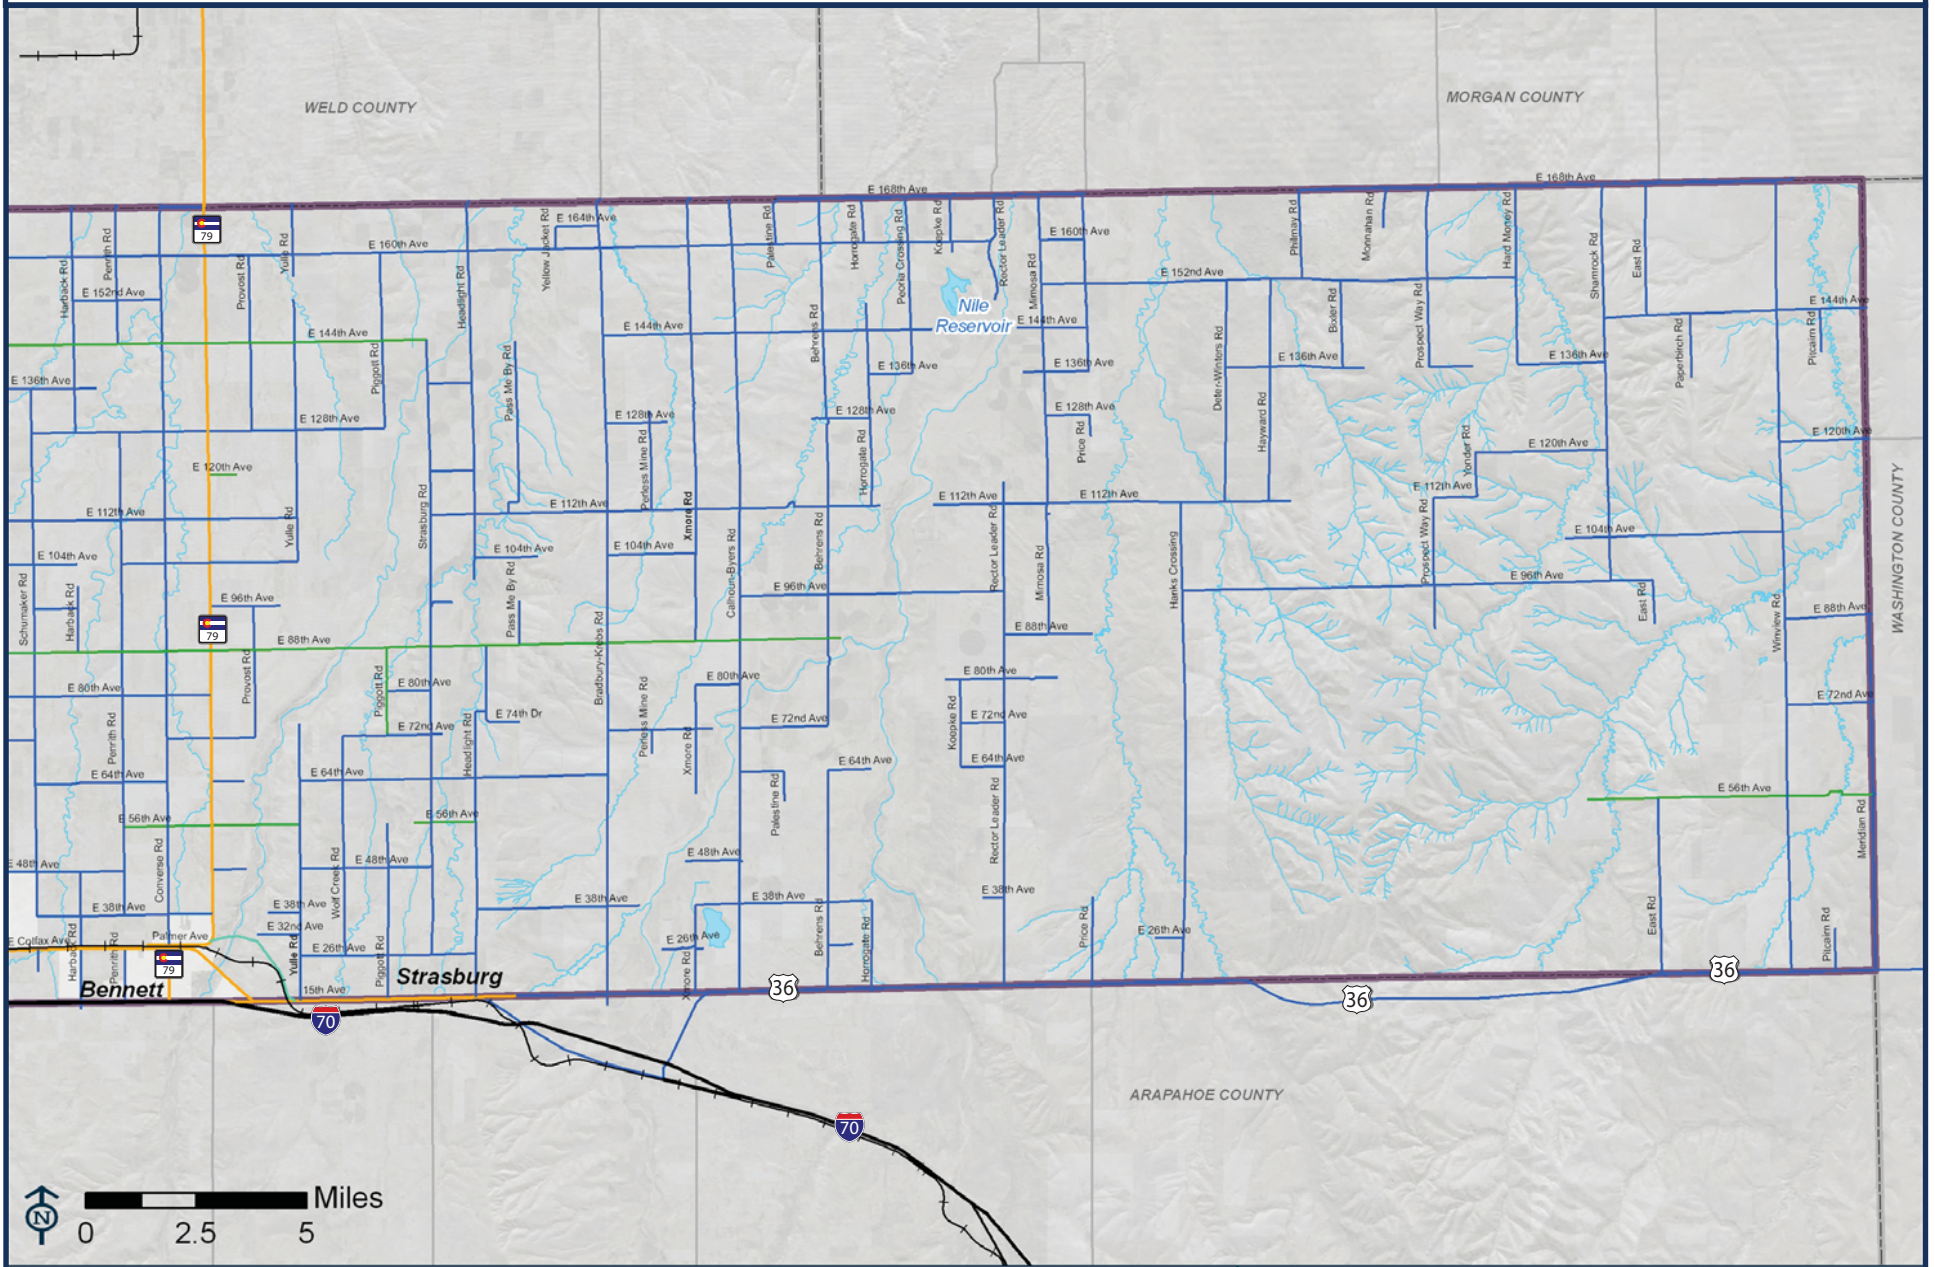 WELD COUNTY
MORGAN COUNTY
E 168th Ave
E 168th Ave
79
Penrith Rd
Yulle Rd
Yellow Jacket Rd
E 164th Ave
Palestine Rd
Horrogate Rd
Peoria Crossing Rd
Koepke Rd
Rector Leader Rd
E 160th Ave
E 160th Ave
Mimosa Rd
Philmay Rd
Monnahan Rd
Hard Money Rd
Shamrock Rd
East Rd
Harback Rd
E 152nd Ave
Provost Rd
Headlight Rd
E 152nd Ave
Nile
Reservoir
E 144th Ave
E 144th Ave
E 144th Ave
E 144th Ave
Behrens Rd
Bixler Rd
Prospect Way Rd
Pitcairn Rd
Paperbirch Rd
Deter-Winters Rd
E 136th Ave
Piggott Rd
Pass Me By Rd
E 136th Ave
E 136th Ave
E 136th Ave
E 136th Ave
E 128th Ave
E 128th Ave
E 128th Ave
E 128th Ave
Price Rd
Hayward Rd
Yonder Rd
E 120th Ave
E 120th Ave
E 120th Ave
Perless Mine Rd
Horrogate Rd
E 112th Ave
E 112th Ave
E 112th Ave
E 112th Ave
E 112th Ave
Yulle Rd
Strasburg Rd
Xmore Rd
Calhoun-Byers Rd
Behrens Rd
Rector Leader Rd
Mimosa Rd
Hanks Crossing
Prospect Way Rd
WASHINGTON COUNTY
E 104th Ave
E 104th Ave
E 104th Ave
E 104th Ave
Schumaker Rd
Harback Rd
Pass Me By Rd
E 96th Ave
E 96th Ave
E 96th Ave
East Rd
Winview Rd
79
E 88th Ave
E 88th Ave
E 88th Ave
Bradbury-Krebs Rd
Provost Rd
Piggott Rd
E 80th Ave
E 80th Ave
E 80th Ave
E 80th Ave
Penrith Rd
E 72nd Ave
Headlight Rd
E 74th Dr
Perless Mine Rd
Xmore Rd
E 72nd Ave
Koepke Rd
E 72nd Ave
E 72nd Ave
E 64th Ave
E 64th Ave
E 64th Ave
E 64th Ave
Palestine Rd
Rector Leader Rd
E 56th Ave
E 56th Ave
E 56th Ave
Meridian Rd
E 48th Ave
Converse Rd
Wolf Creek Rd
E 48th Ave
E 48th Ave
E 38th Ave
E 38th Ave
E 38th Ave
E 38th Ave
E 38th Ave
E 32nd Ave
E Colfax Ave
Harback Rd
Penrith Rd
Palmer Ave
Yulle Rd
E 26th Ave
Piggott Rd
E 26th Ave
Xmore Rd
Behrens Rd
Horrogate Rd
Price Rd
E 26th Ave
East Rd
Pitcairn Rd
79
Bennett
Strasburg
15th Ave
36
36
36
70
70
ARAPAHOE COUNTY
N
Miles
0 2.5 5